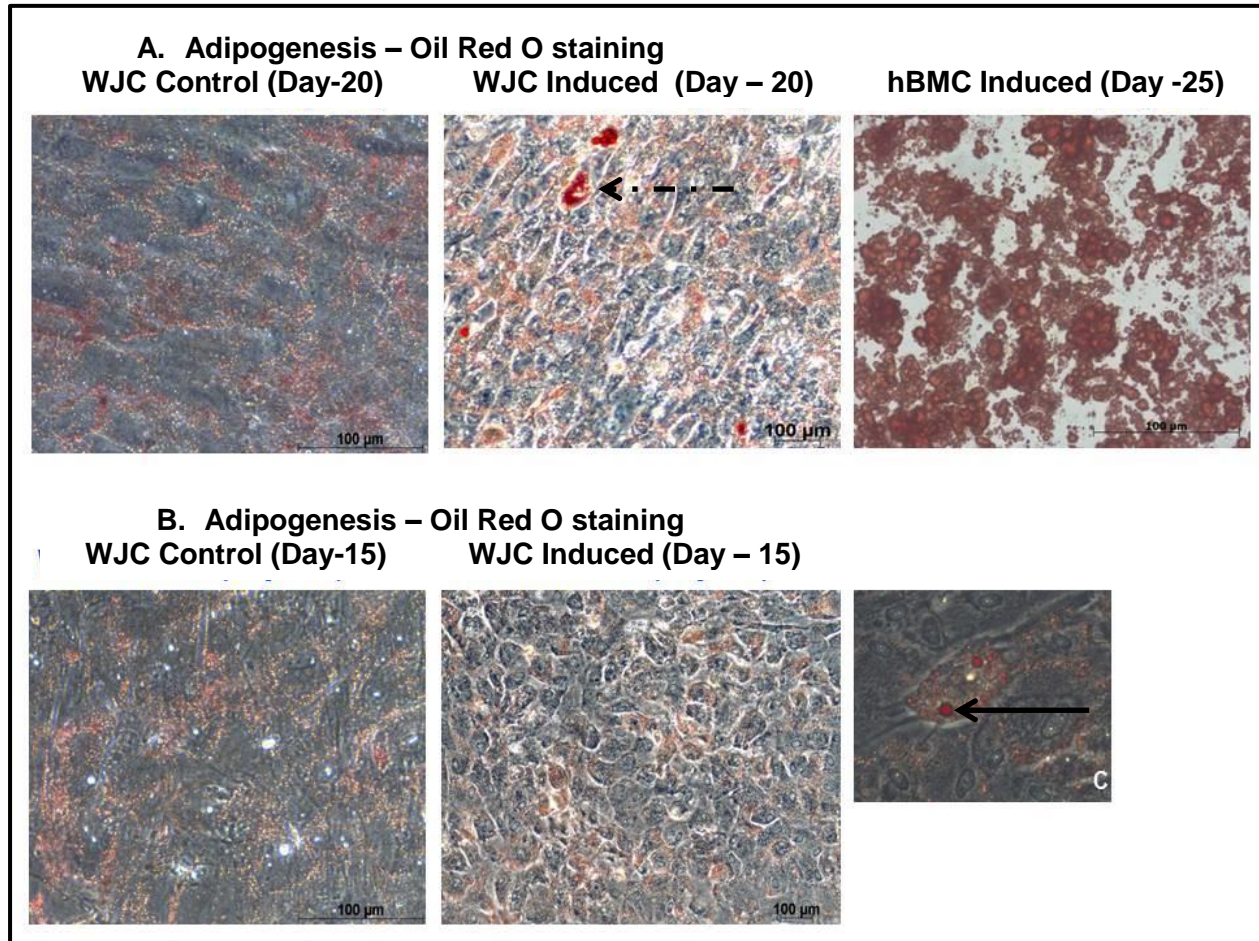 A. Adipogenesis – Oil Red O staining
WJC Control (Day-20) WJC Induced (Day – 20) hBMC Induced (Day -25)
100 µm 100 µm 100 µm
B. Adipogenesis – Oil Red O staining
WJC Control (Day-15) WJC Induced (Day – 15)
C
100 µm 100 µm